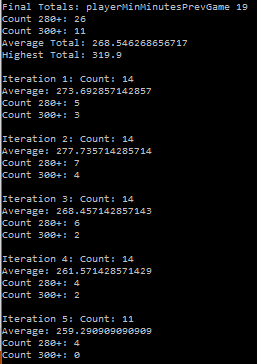 Final Totals: playerMinMinutesPrevGame 19
Count 280+: 26
Count 300+: 11
Average Total: 268.546268656717
Highest Total: 319.9
Iteration 1: Count: 14
Average: 273.692857142857
Count 280+: 5
Count 300+: 3
Iteration 2: Count: 14
Average: 277.735714285714
Count 280+: 7
Count 300+: 4
Iteration 3: Count: 14
Average: 268.457142857143
Count 280+: 6
Count 300+: 2
Iteration 4: Count: 14
Average: 261.571428571429
Count 280+: 4
Count 300+: 2
Iteration 5: Count: 11
Average: 259.290909090909
Count 280+: 4
Count 300+: 0